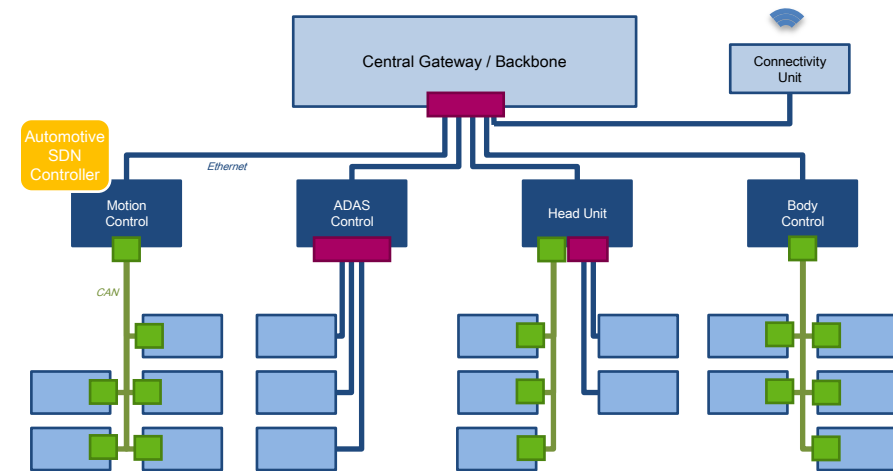 Central Gateway / Backbone
Connectivity
Unit
Automotive
SDN
Controller
Ethernet
Motion
Control
ADAS
Control
Head Unit
Body
Control
CAN